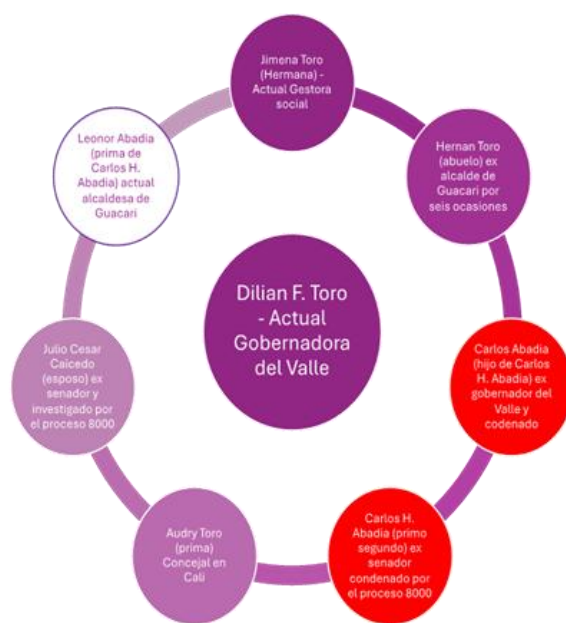 Jimena Toro
(Hermana) -
Actual Gestora
social
Hernan Toro
(abuelo) ex
alcalde de
Guacari por
seis ocasiones
Carlos Abadia
(hijo de Carlos
H. Abadia) ex
gobernador del
Valle y
codenado
Carlos H.
Abadia (primo
segundo) ex
senador
condenado por
el proceso 8000
Audry Toro
(prima)
Concejal en
Cali
Julio Cesar
Caicedo
(esposo) ex
senador y
investigado por
el proceso 8000
Leonor Abadia
(prima de
Carlos H.
Abadia) actual
alcaldesa de
Guacari
Dilian F. Toro
- Actual
Gobernadora
del Valle